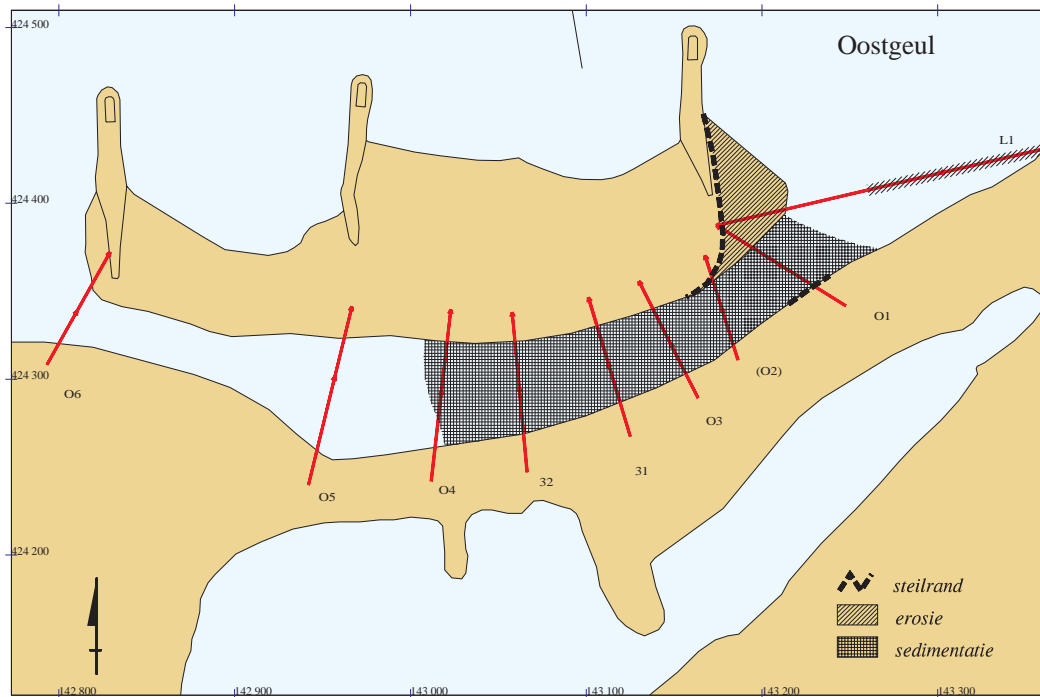 424 500
Oostgeul
L1
424 400
O1
(O2)
424 300
O6
O3
31
32
O4
O5
424 200
steilrand
erosie
sedimentatie
142 800
142 900
143 000
143 100
143 200
143 300